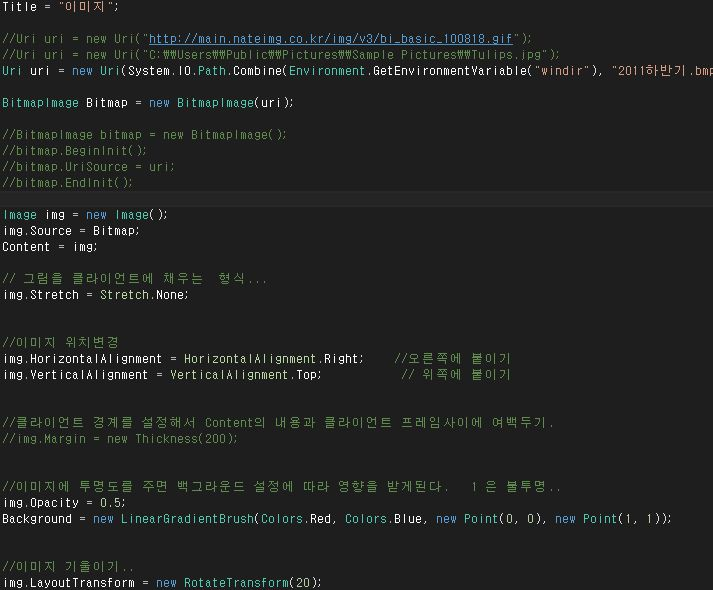 Title = "이미지";
//Uri uri = new Uri("http://main.nateimg.co.kr/img/v3/bi_basic_100818.gif");
//Uri uri = new Uri("C:₩₩Users₩₩Public₩₩Pictures₩₩Sample Pictures₩₩Tulips.jpg");
Uri uri = new Uri(System.IO.Path.Combine(Environment.GetEnvironmentVariable("windir"), "2011하반기.bmp
BitmapImage Bitmap = new BitmapImage(uri);
//BitmapImage bitmap = new BitmapImage();
//bitmap.BeginInit();
//bitmap.UriSource = uri;
//bitmap.EndInit();
Image img = new Image();
img.Source = Bitmap;
Content = img;
// 그림을 클라이언트에 채우는  형식...
img.Stretch = Stretch.None;
//이미지 위치변경
img.HorizontalAlignment = HorizontalAlignment.Right;    //오른쪽에 붙이기
img.VerticalAlignment = VerticalAlignment.Top;          // 위쪽에 붙이기
//클라이언트 경계를 설정해서 Content의 내용과 클라이언트 프레임사이에 여백두기.
//img.Margin = new Thickness(200);
//이미지에 투명도를 주면 백그라운드 설정에 따라 영향을 받게된다.   1 은 불투명..
img.Opacity = 0.5;
Background = new LinearGradientBrush(Colors.Red, Colors.Blue, new Point(0, 0), new Point(1, 1));
//이미지 기울이기..
img.LayoutTransform = new RotateTransform(20);